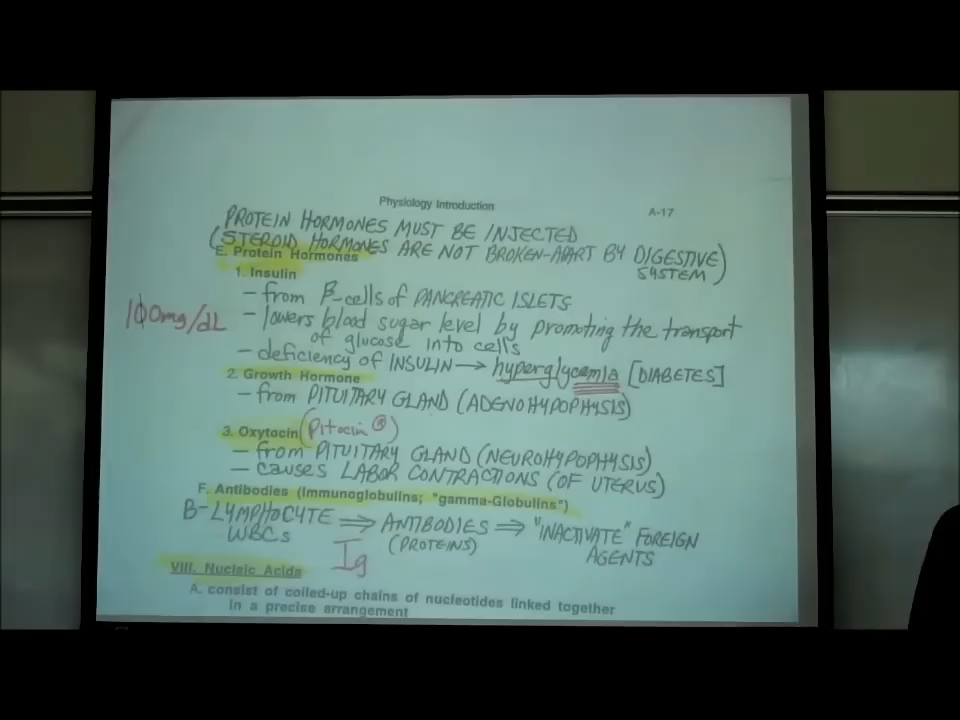 Physiology Introduction A-17
PROTEIN HORMONES MUST BE INJECTED
(STEROID HORMONES ARE NOT BROKEN-APART BY DIGESTIVE SYSTEM)
E. Protein Hormones
1. Insulin
– from β-cells of PANCREATIC ISLETS
100mg/dL
– lowers blood sugar level by promoting the transport
of glucose into cells
– deficiency of INSULIN → hyperglycemia [DIABETES]
2. Growth Hormone
– from PITUITARY GLAND (ADENOHYPOPHYSIS)
3. Oxytocin (Pitocin ®)
– from PITUITARY GLAND (NEUROHYPOPHYSIS)
– causes LABOR CONTRACTIONS (OF UTERUS)
F. Antibodies (Immunoglobulins; "gamma-Globulins")
B-LYMPHOCYTE ⇒ ANTIBODIES ⇒ "INACTIVATE" FOREIGN
WBCs (PROTEINS) AGENTS
Ig
VIII. Nucleic Acids
A. consist of coiled-up chains of nucleotides linked together
in a precise arrangement